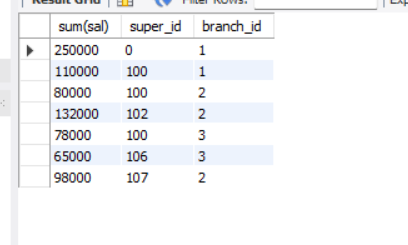 Result Grid Filter Rows: Exp
sum(sal) super_id branch_id
250000 0 1
110000 100 1
80000 100 2
132000 102 2
78000 100 3
65000 106 3
98000 107 2